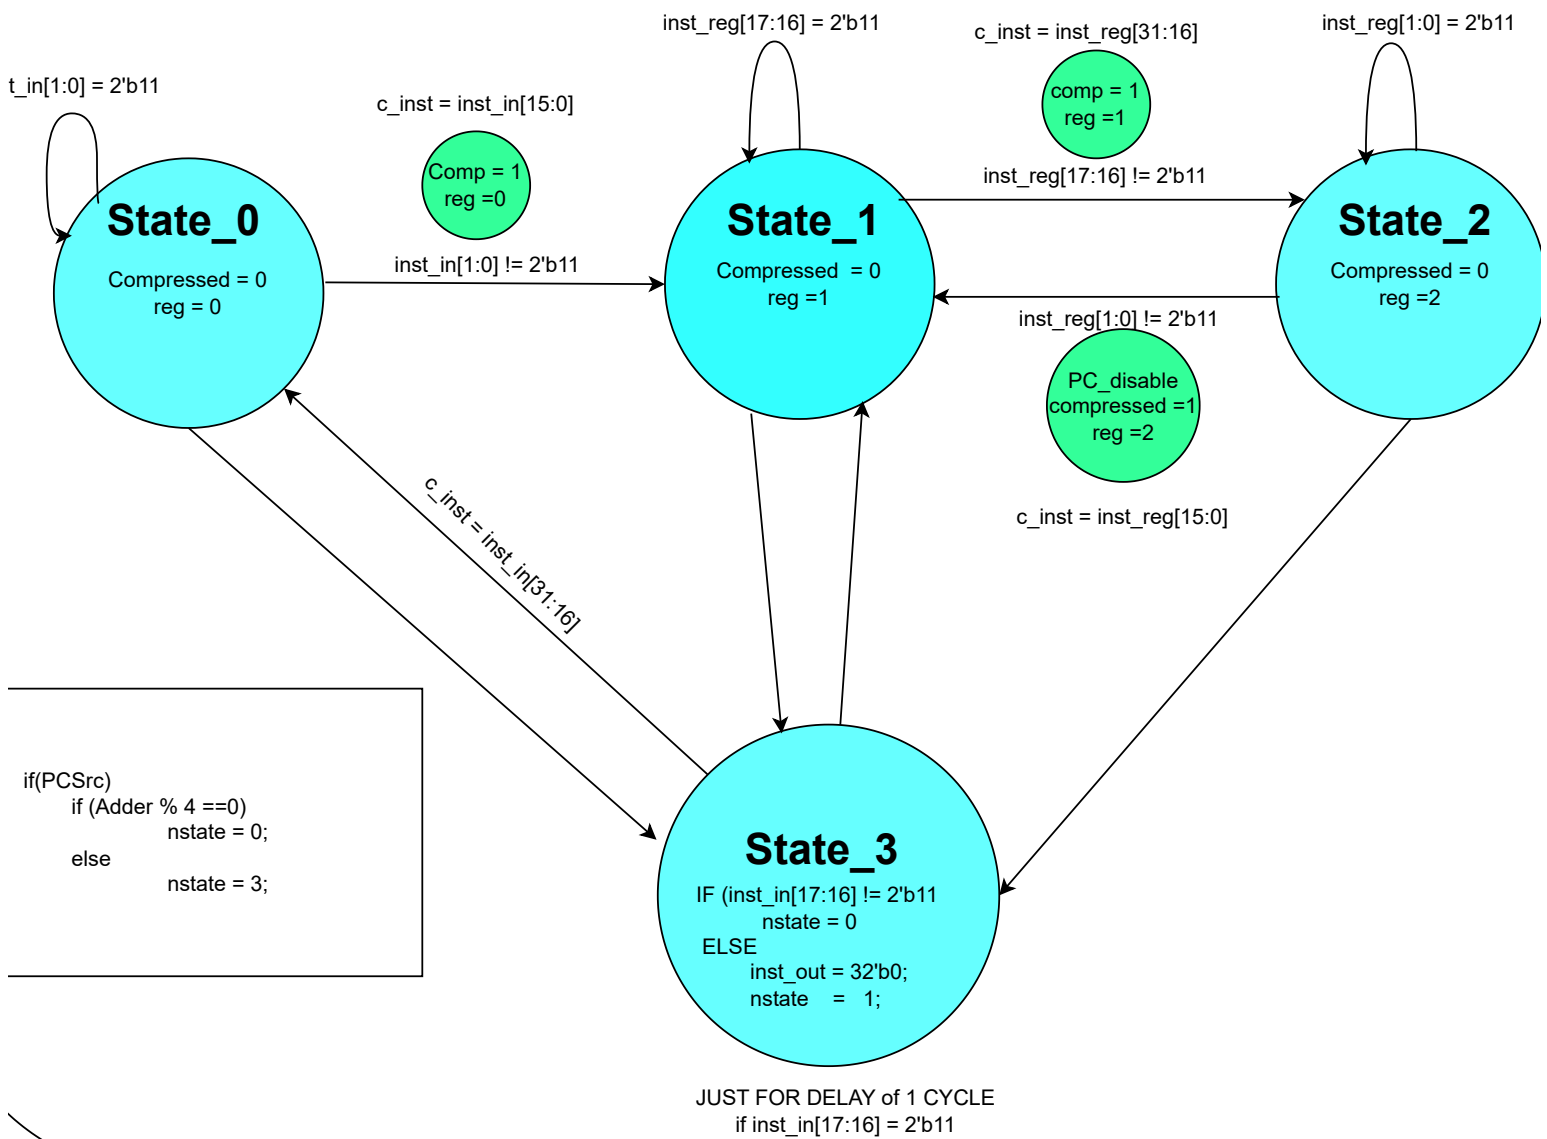 inst_reg[17:16] = 2'b11
c_inst = inst_reg[31:16]
inst_reg[1:0] = 2'b11
t_in[1:0] = 2'b11
c_inst = inst_in[15:0]
comp = 1
reg =1
Comp = 1
reg =0
inst_reg[17:16] != 2'b11
State_0
Compressed = 0
reg = 0
inst_in[1:0] != 2'b11
State_1
Compressed = 0
reg =1
State_2
Compressed = 0
reg =2
inst_reg[1:0] != 2'b11
PC_disable
compressed =1
reg =2
c_inst = inst_reg[15:0]
c_inst = inst_in[31:16]
if(PCSrc)
if (Adder % 4 ==0)
nstate = 0;
else
nstate = 3;
State_3
IF (inst_in[17:16] != 2'b11
nstate = 0
ELSE
inst_out = 32'b0;
nstate = 1;
JUST FOR DELAY of 1 CYCLE
if inst_in[17:16] = 2'b11